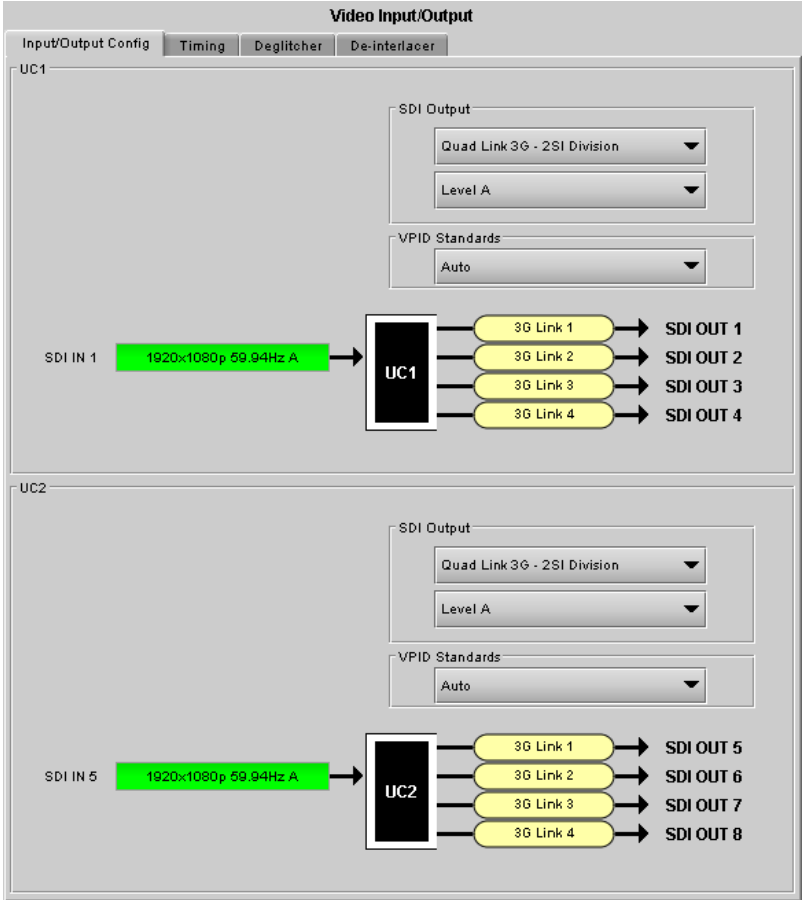 Video Input/Output
Input/Output Config Timing Deglitcher De-interlacer
UC1
SDI Output
Quad Link 3G - 2SI Division
Level A
VPID Standards
Auto
SDI IN 1 1920x1080p 59.94Hz A UC1 3G Link 1 SDI OUT 1
3G Link 2 SDI OUT 2
3G Link 3 SDI OUT 3
3G Link 4 SDI OUT 4
UC2
SDI Output
Quad Link 3G - 2SI Division
Level A
VPID Standards
Auto
SDI IN 5 1920x1080p 59.94Hz A UC2 3G Link 1 SDI OUT 5
3G Link 2 SDI OUT 6
3G Link 3 SDI OUT 7
3G Link 4 SDI OUT 8